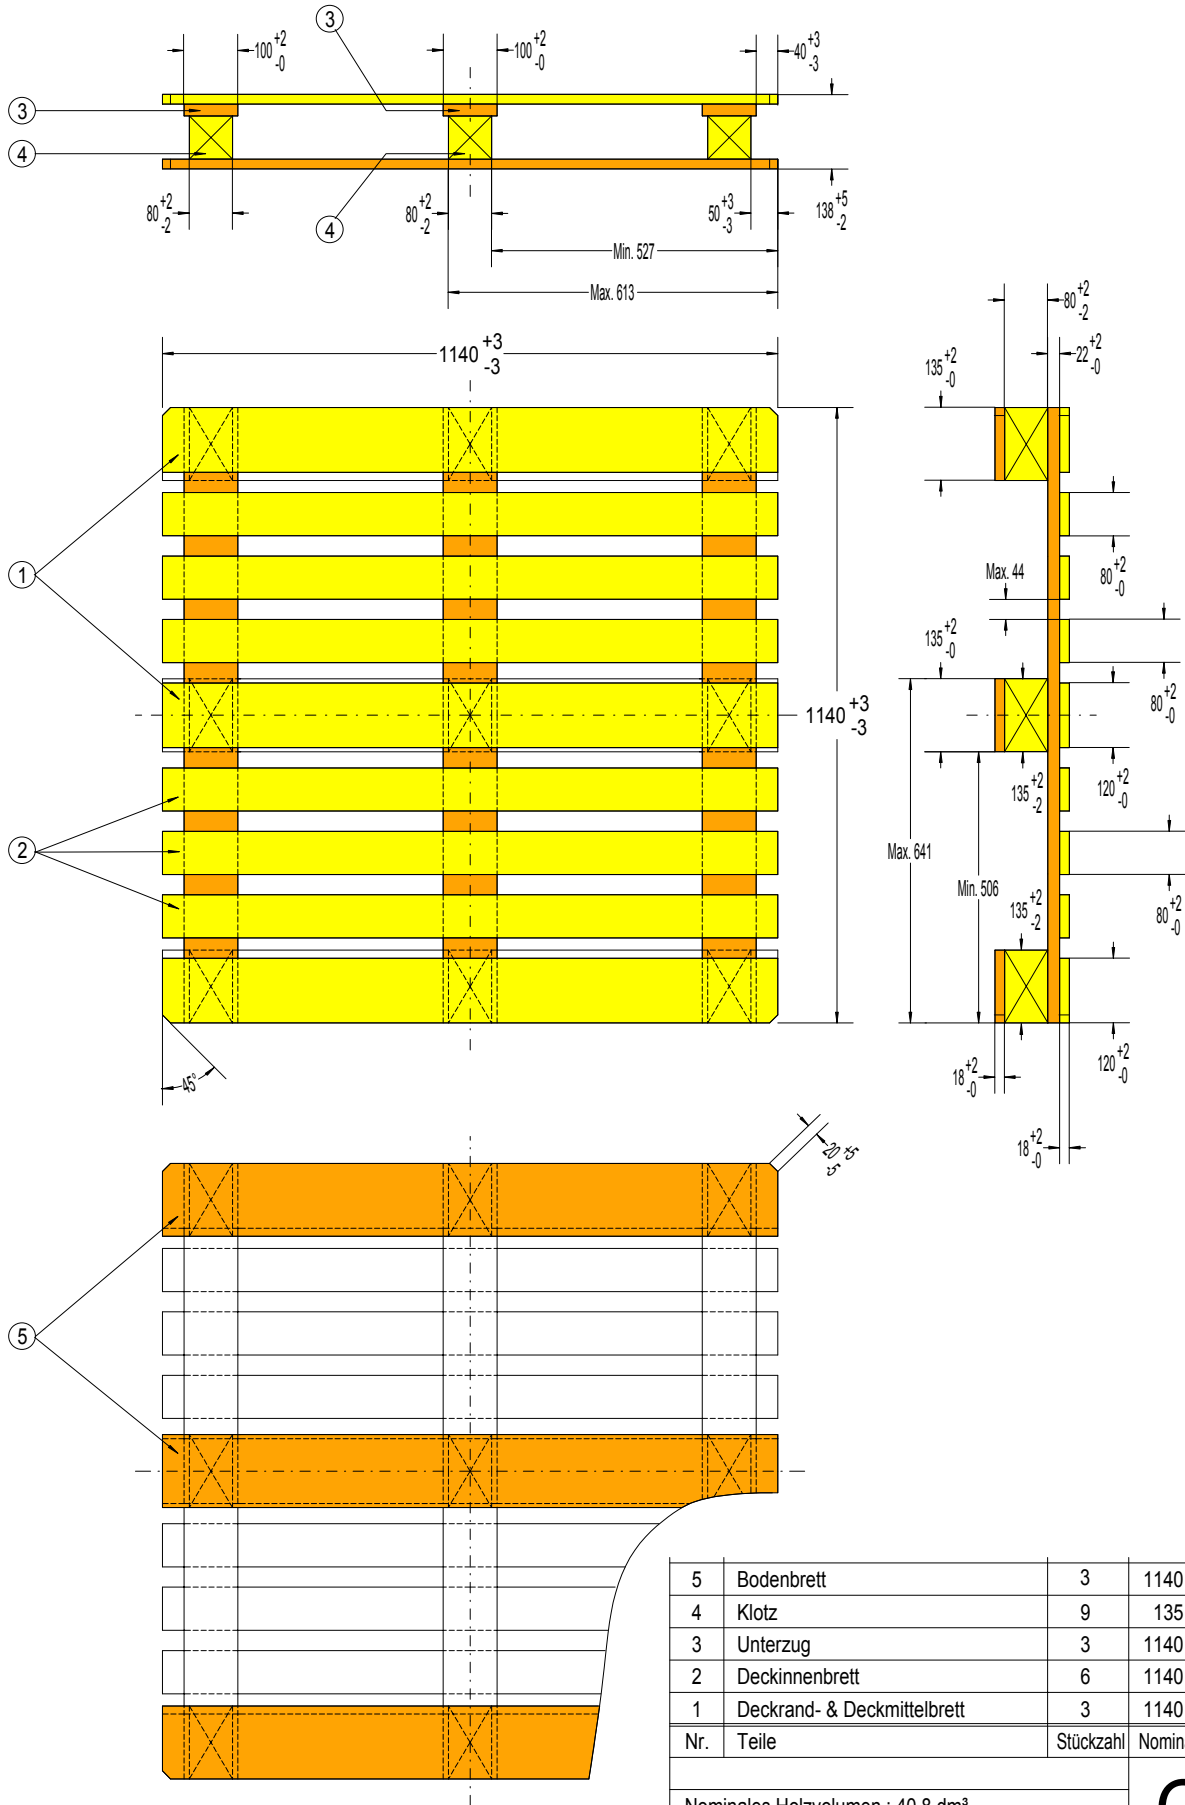 3
100 +2 -0
100 +2 -0
40 +3 -3
3
4
80 +2 -2
80 +2 -2
4
50 +3 -3
138 +5 -2
Min. 527
Max. 613
80 +2 -2
1140 +3 -3
22 +2 -0
135 +2 -0
1
Max. 44
80 +2 -0
135 +2 -0
80 +2 -0
1140 +3 -3
135 +2 -2
120 +2 -0
2
Max. 641
Min. 506
135 +2 -2
80 +2 -0
45°
18 +2 -0
120 +2 -0
18 +2 -0
20 +5 -5
5
5 Bodenbrett 3 1140
4 Klotz 9 135
3 Unterzug 3 1140
2 Deckinnenbrett 6 1140
1 Deckrand- & Deckmittelbrett 3 1140
Nr. Teile Stückzahl
Nominales Holzvolumen : 40,8 dm³